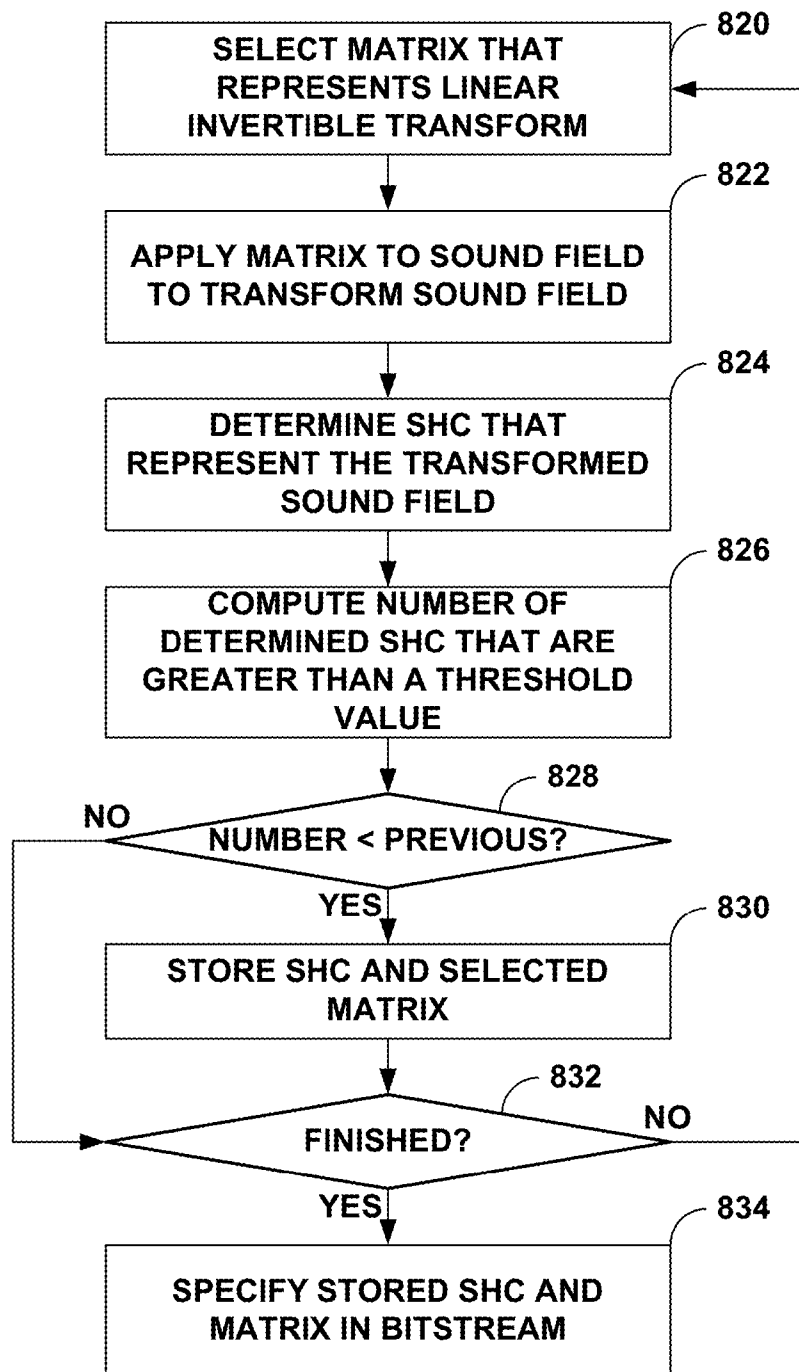 820
SELECT MATRIX THAT
REPRESENTS LINEAR
INVERTIBLE TRANSFORM
822
APPLY MATRIX TO SOUND FIELD
TO TRANSFORM SOUND FIELD
824
DETERMINE SHC THAT
REPRESENT THE TRANSFORMED
SOUND FIELD
826
COMPUTE NUMBER OF
DETERMINED SHC THAT ARE
GREATER THAN A THRESHOLD
VALUE
828
NO
NUMBER < PREVIOUS?
YES
830
STORE SHC AND SELECTED
MATRIX
832
NO
FINISHED?
YES
834
SPECIFY STORED SHC AND
MATRIX IN BITSTREAM